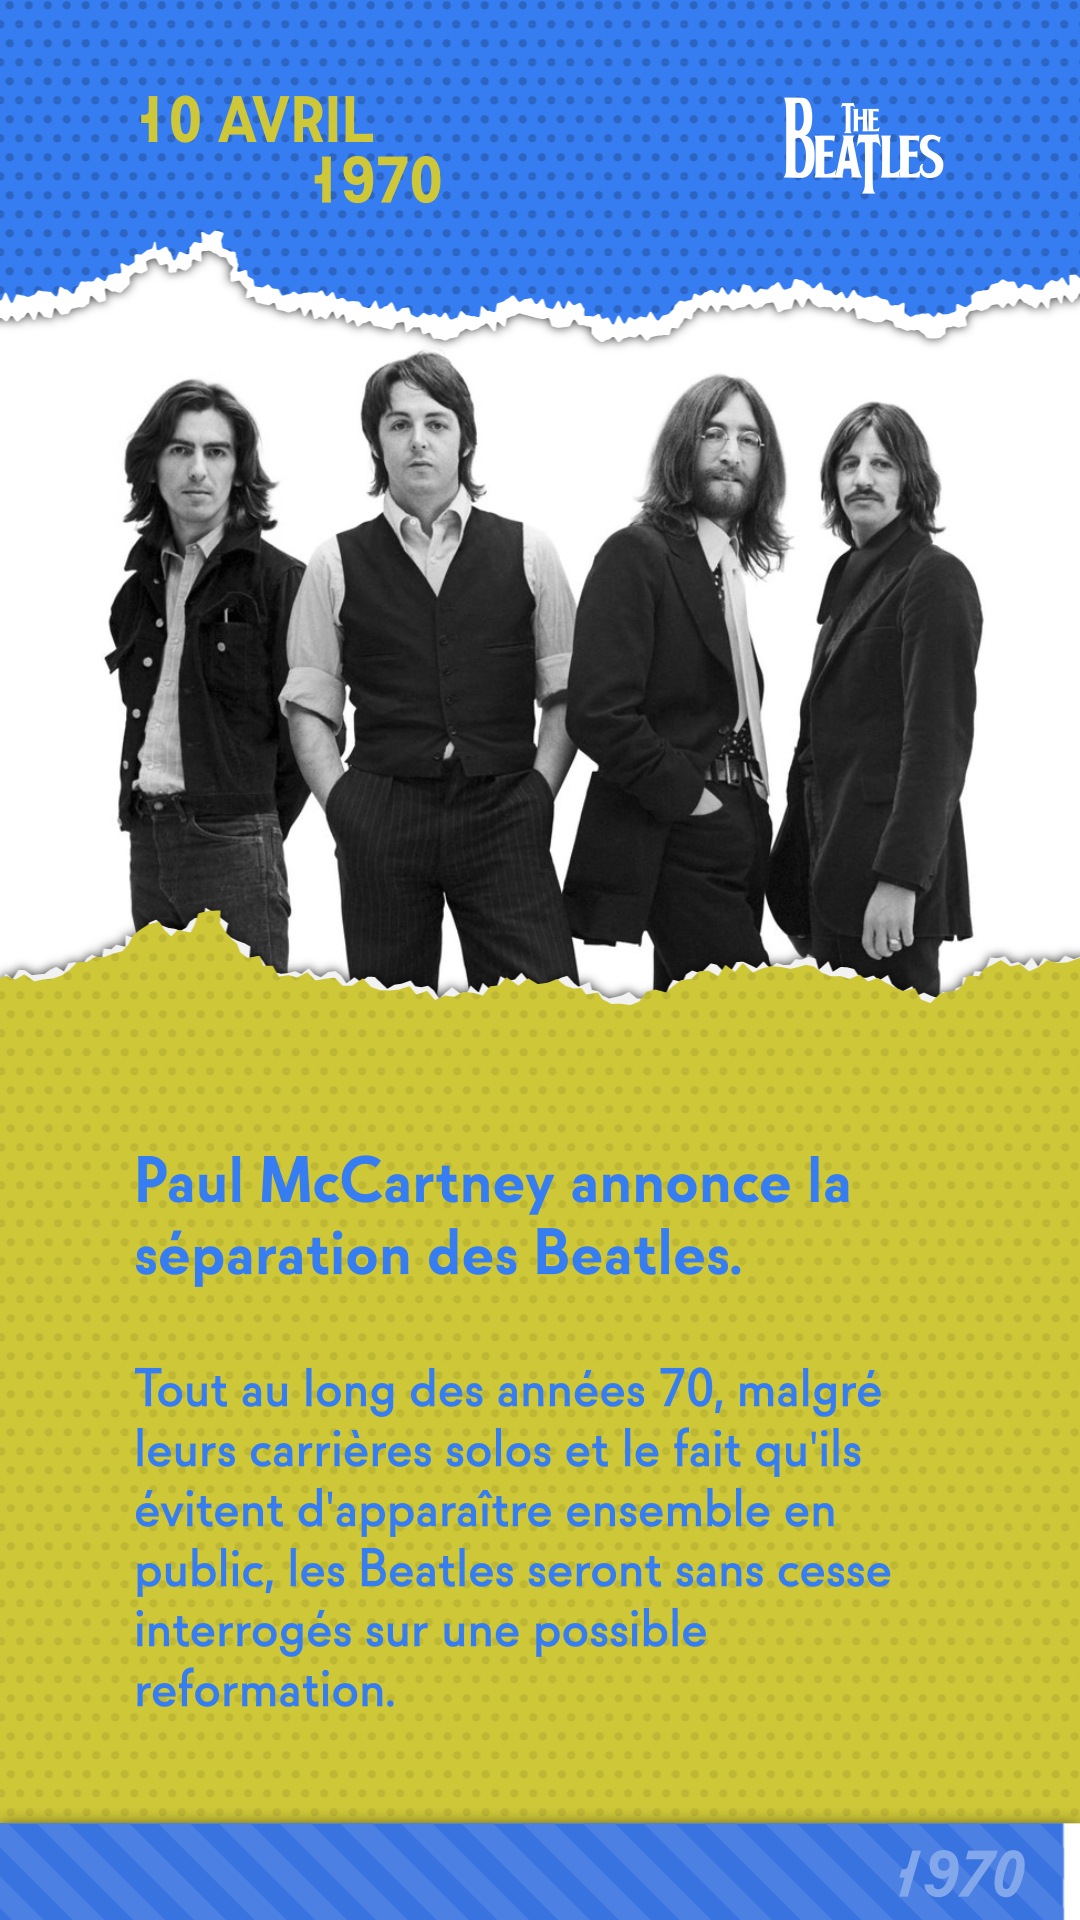 10 AVRIL
1970
THE
BEATLES
Paul McCartney annonce la
séparation des Beatles.
Tout au long des années 70, malgré
leurs carrières solos et le fait qu'ils
évitent d'apparaître ensemble en
public, les Beatles seront sans cesse
interrogés sur une possible
reformation.
1970